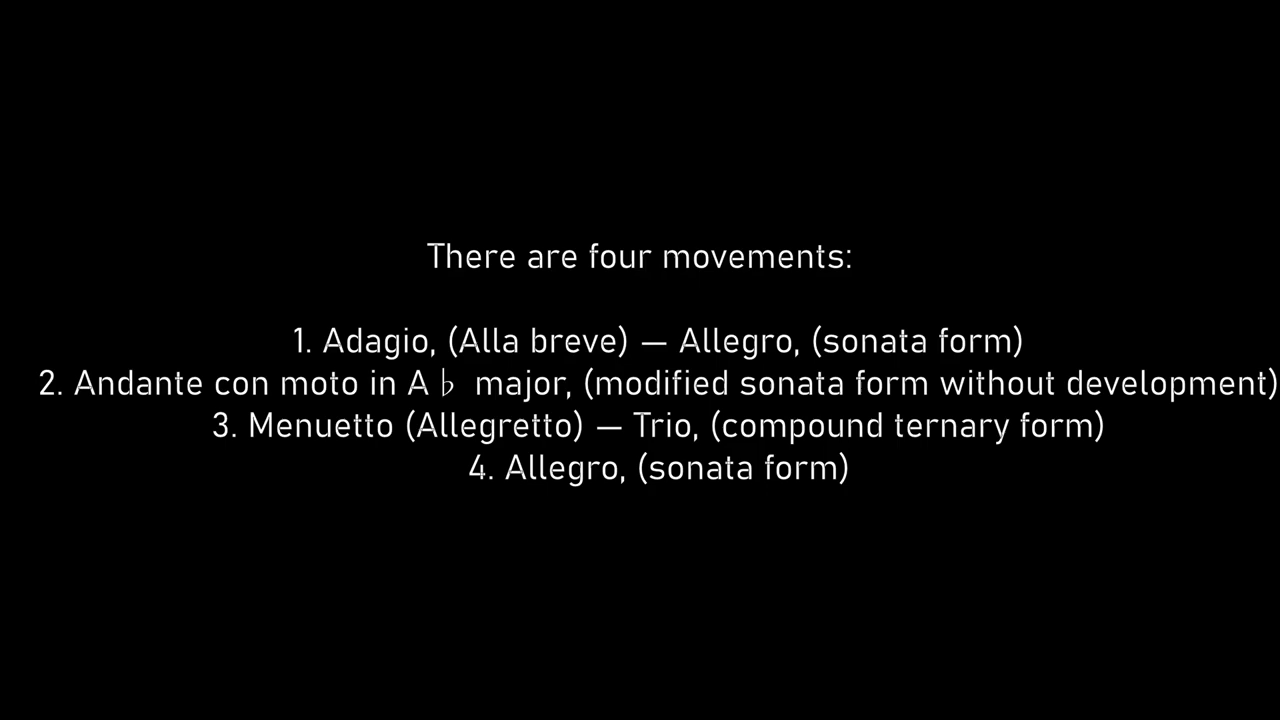 There are four movements:
1. Adagio, (Alla breve) — Allegro, (sonata form)
2. Andante con moto in A ♭ major, (modified sonata form without development)
3. Menuetto (Allegretto) — Trio, (compound ternary form)
4. Allegro, (sonata form)